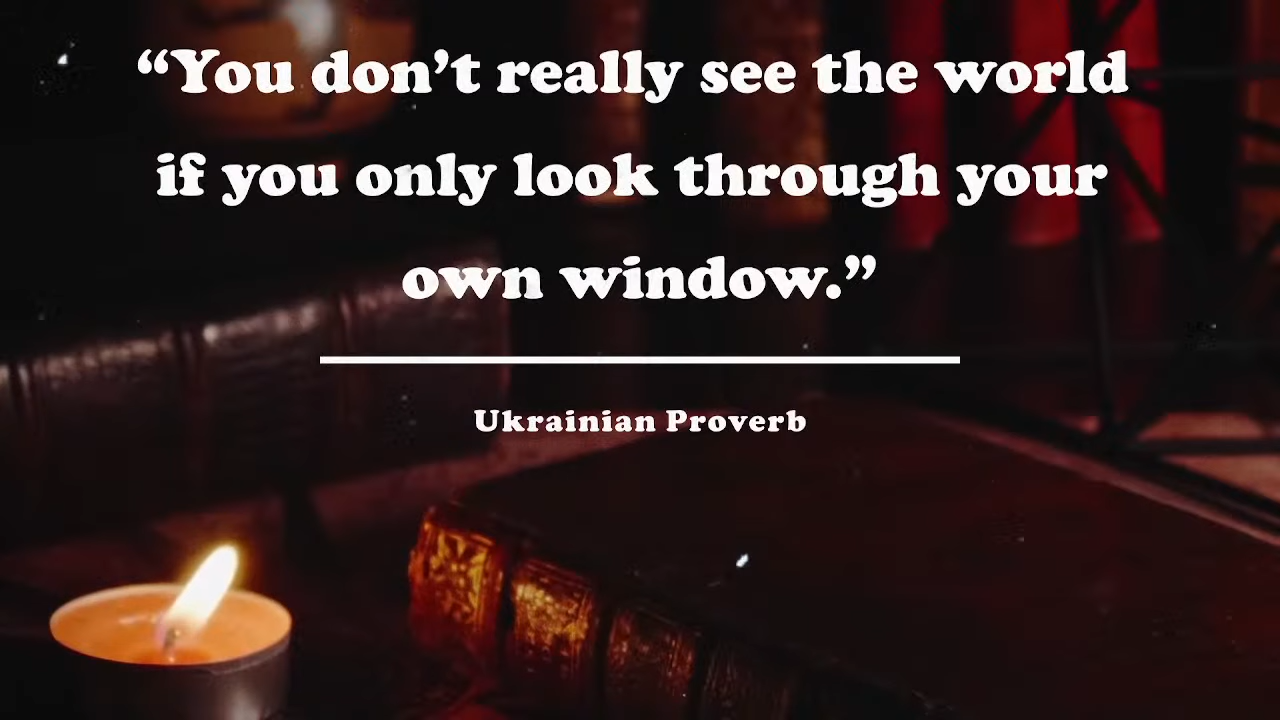 “You don’t really see the world
if you only look through your
own window.”
Ukrainian Proverb